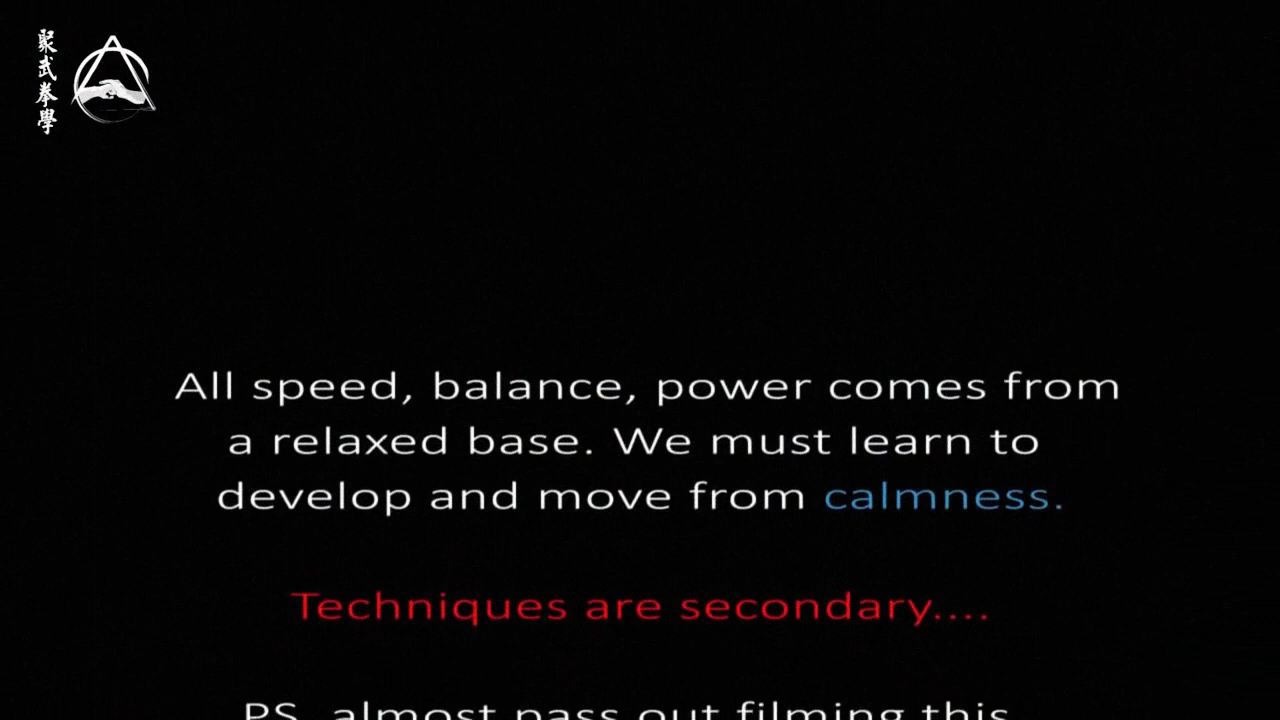 聚武拳學
All speed, balance, power comes from
a relaxed base. We must learn to
develop and move from calmness.
Techniques are secondary....
PS. almost pass out filming this